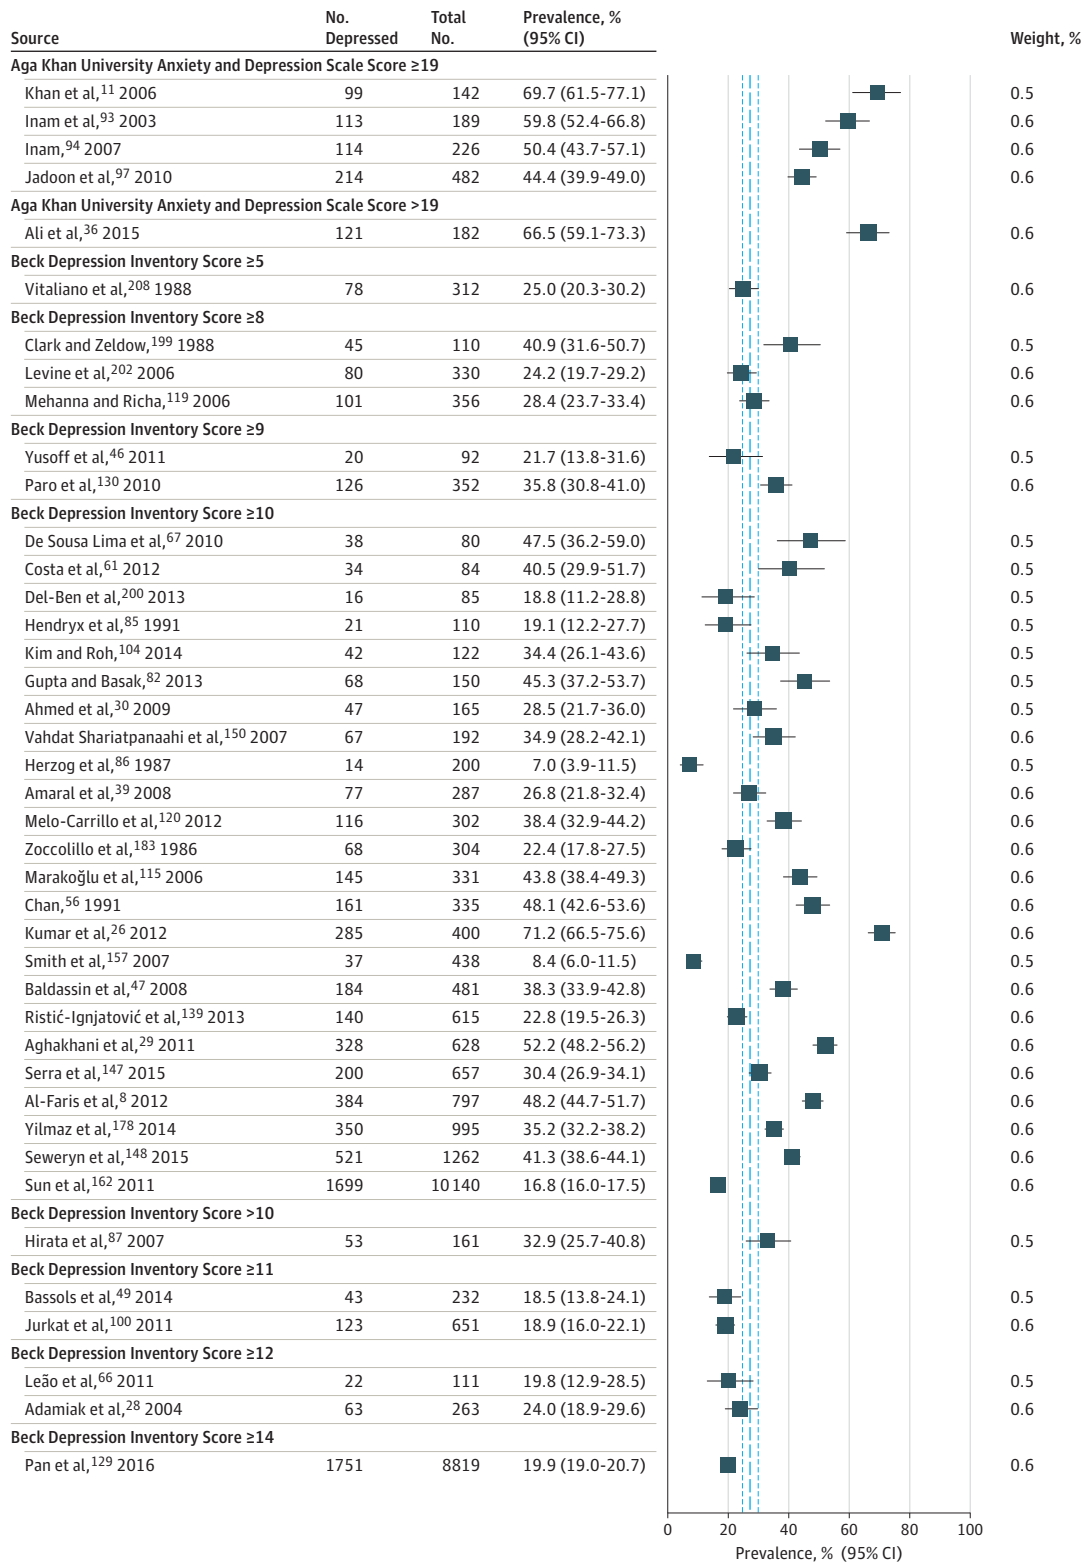 Source No. Depressed Total No. Prevalence, % (95% CI) Weight, %
Aga Khan University Anxiety and Depression Scale Score ≥19
Khan et al,11 2006 99 142 69.7 (61.5-77.1) 0.5
Inam et al,93 2003 113 189 59.8 (52.4-66.8) 0.6
Inam,94 2007 114 226 50.4 (43.7-57.1) 0.6
Jadoon et al,97 2010 214 482 44.4 (39.9-49.0) 0.6
Aga Khan University Anxiety and Depression Scale Score >19
Ali et al,36 2015 121 182 66.5 (59.1-73.3) 0.6
Beck Depression Inventory Score ≥5
Vitaliano et al,208 1988 78 312 25.0 (20.3-30.2) 0.6
Beck Depression Inventory Score ≥8
Clark and Zeldow,199 1988 45 110 40.9 (31.6-50.7) 0.5
Levine et al,202 2006 80 330 24.2 (19.7-29.2) 0.6
Mehanna and Richa,119 2006 101 356 28.4 (23.7-33.4) 0.6
Beck Depression Inventory Score ≥9
Yusoff et al,46 2011 20 92 21.7 (13.8-31.6) 0.5
Paro et al,130 2010 126 352 35.8 (30.8-41.0) 0.6
Beck Depression Inventory Score ≥10
De Sousa Lima et al,67 2010 38 80 47.5 (36.2-59.0) 0.5
Costa et al,61 2012 34 84 40.5 (29.9-51.7) 0.5
Del-Ben et al,200 2013 16 85 18.8 (11.2-28.8) 0.5
Hendryx et al,85 1991 21 110 19.1 (12.2-27.7) 0.5
Kim and Roh,104 2014 42 122 34.4 (26.1-43.6) 0.5
Gupta and Basak,82 2013 68 150 45.3 (37.2-53.7) 0.5
Ahmed et al,30 2009 47 165 28.5 (21.7-36.0) 0.5
Vahdat Shariatpanaahi et al,150 2007 67 192 34.9 (28.2-42.1) 0.6
Herzog et al,86 1987 14 200 7.0 (3.9-11.5) 0.5
Amaral et al,39 2008 77 287 26.8 (21.8-32.4) 0.6
Melo-Carrillo et al,120 2012 116 302 38.4 (32.9-44.2) 0.6
Zoccolillo et al,183 1986 68 304 22.4 (17.8-27.5) 0.6
Marakoğlu et al,115 2006 145 331 43.8 (38.4-49.3) 0.6
Chan,56 1991 161 335 48.1 (42.6-53.6) 0.6
Kumar et al,26 2012 285 400 71.2 (66.5-75.6) 0.6
Smith et al,157 2007 37 438 8.4 (6.0-11.5) 0.5
Baldassin et al,47 2008 184 481 38.3 (33.9-42.8) 0.6
Ristić-Ignjatović et al,139 2013 140 615 22.8 (19.5-26.3) 0.6
Aghakhani et al,29 2011 328 628 52.2 (48.2-56.2) 0.6
Serra et al,147 2015 200 657 30.4 (26.9-34.1) 0.6
Al-Faris et al,8 2012 384 797 48.2 (44.7-51.7) 0.6
Yilmaz et al,178 2014 350 995 35.2 (32.2-38.2) 0.6
Seweryn et al,148 2015 521 1262 41.3 (38.6-44.1) 0.6
Sun et al,162 2011 1699 10 140 16.8 (16.0-17.5) 0.6
Beck Depression Inventory Score >10
Hirata et al,87 2007 53 161 32.9 (25.7-40.8) 0.5
Beck Depression Inventory Score ≥11
Bassols et al,49 2014 43 232 18.5 (13.8-24.1) 0.5
Jurkat et al,100 2011 123 651 18.9 (16.0-22.1) 0.6
Beck Depression Inventory Score ≥12
Leão et al,66 2011 22 111 19.8 (12.9-28.5) 0.5
Adamiak et al,28 2004 63 263 24.0 (18.9-29.6) 0.6
Beck Depression Inventory Score ≥14
Pan et al,129 2016 1751 8819 19.9 (19.0-20.7) 0.6
0 20 40 60 80 100
Prevalence, % (95% CI)